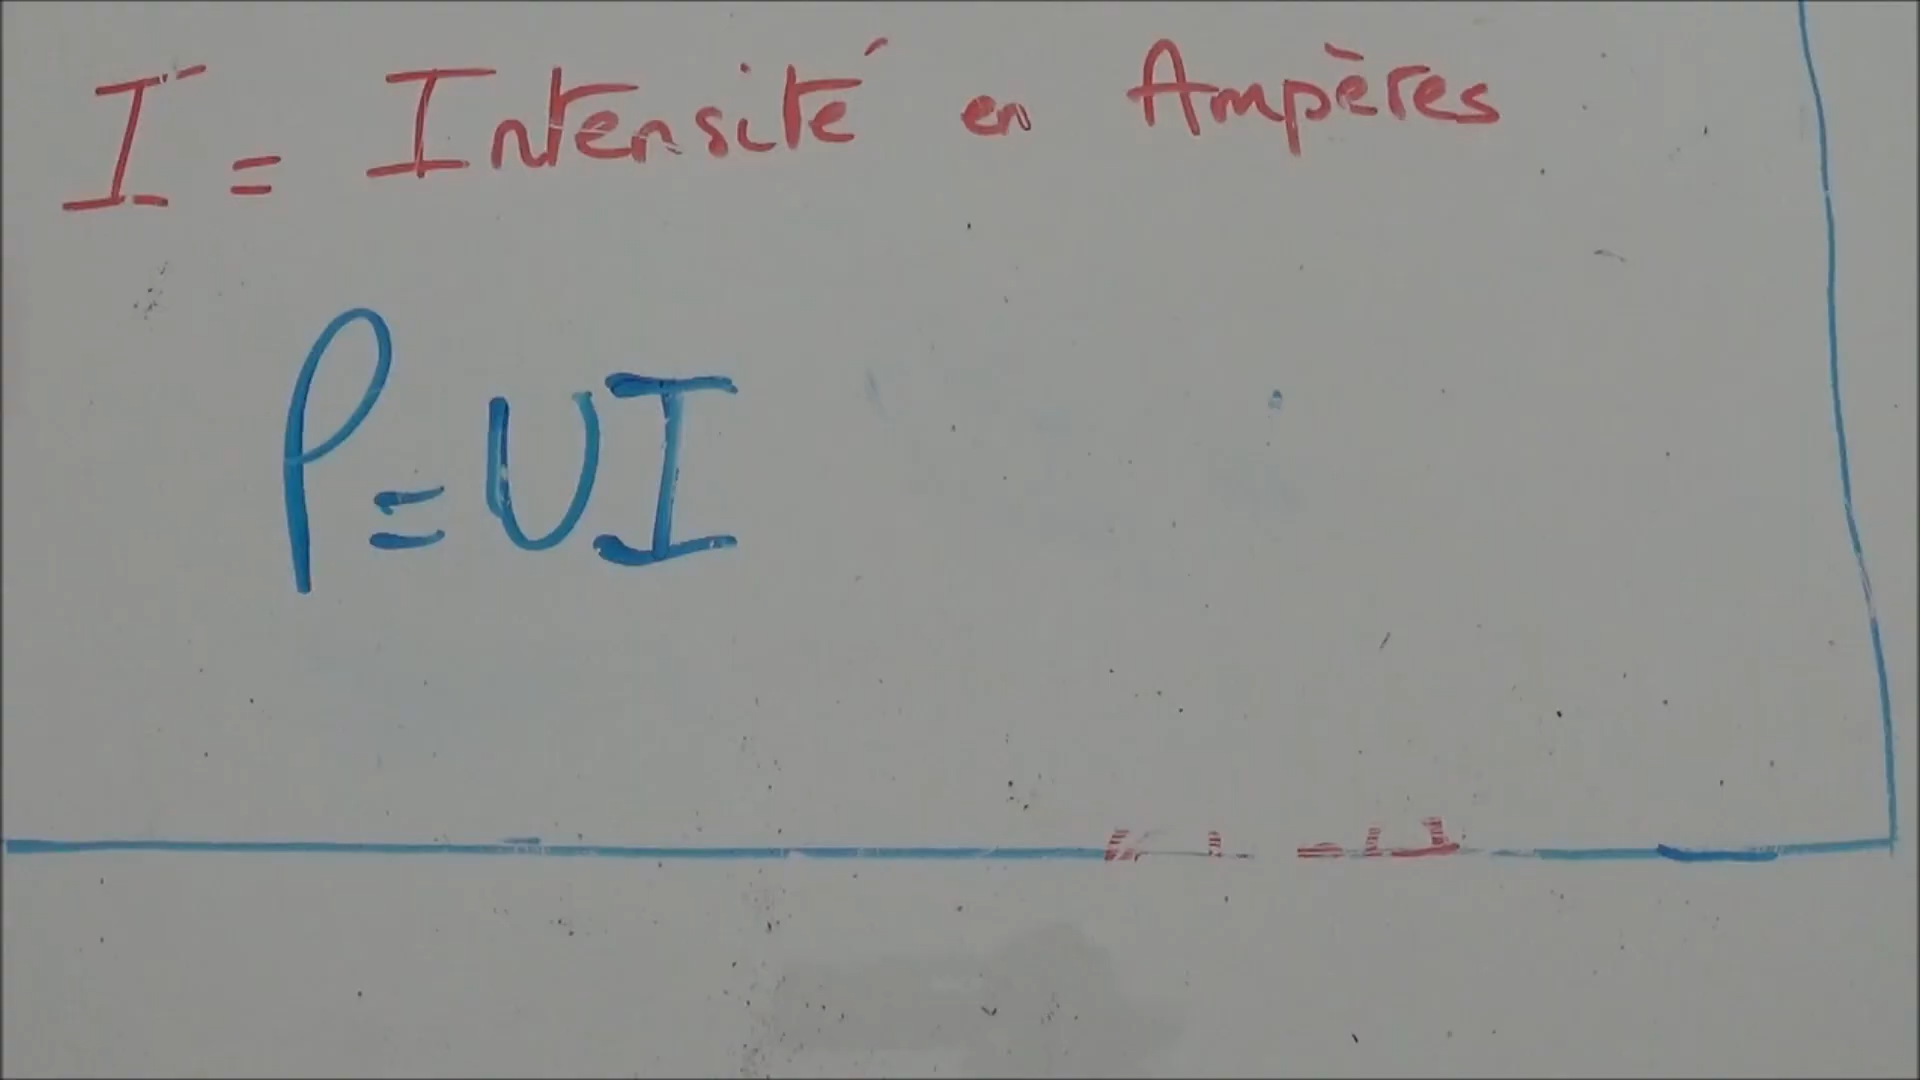 I = Intensité en Ampères
P = UI